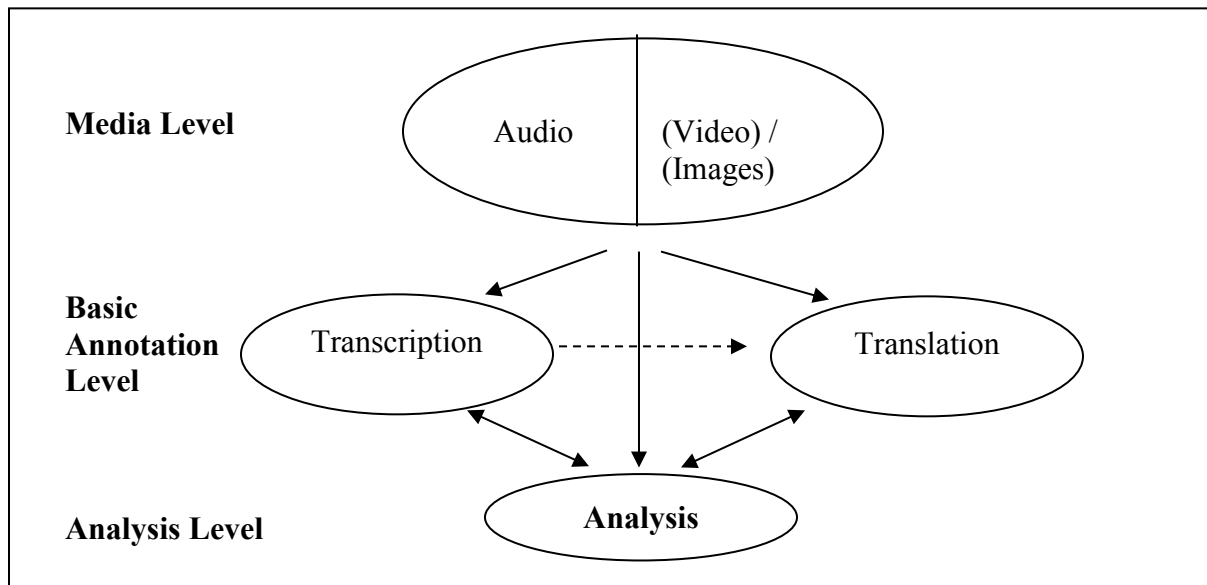 Media Level
Audio
(Video) /
(Images)
Basic
Annotation
Level
Transcription
Translation
Analysis Level
Analysis